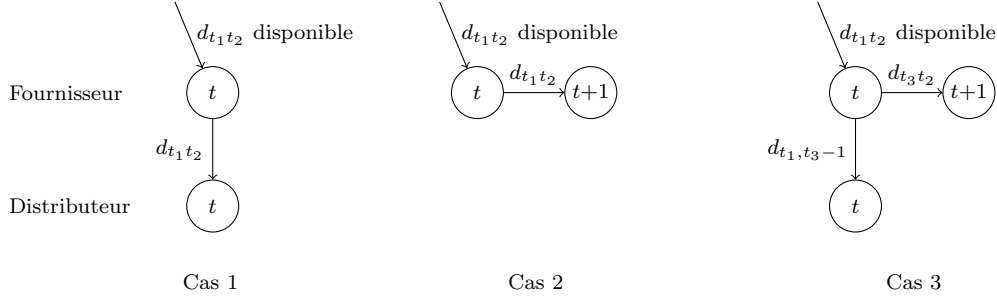 d_{t_1t_2} disponible d_{t_1t_2} disponible d_{t_1t_2} disponible
Fournisseur t t d_{t_1t_2} t+1 t d_{t_3t_2} t+1
d_{t_1t_2} d_{t_1,t_3-1}
Distributeur t t
Cas 1 Cas 2 Cas 3